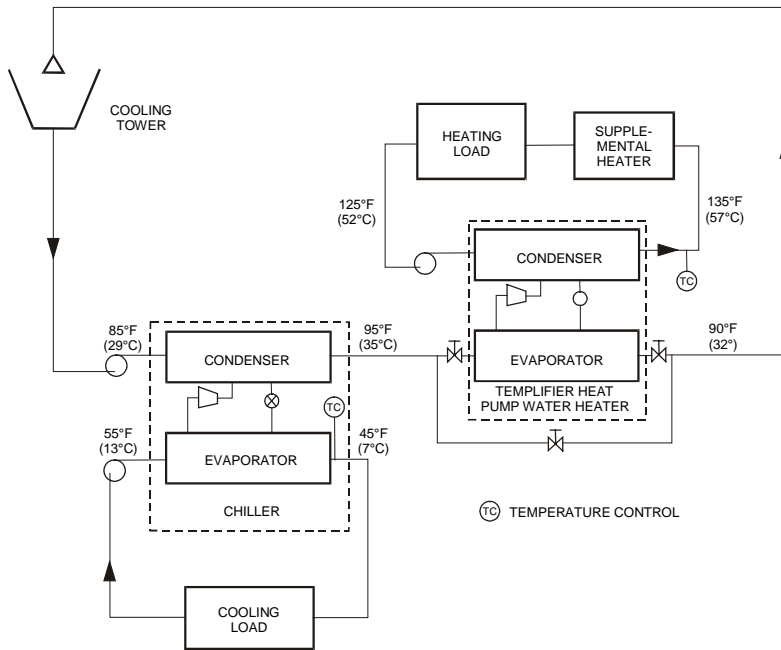 COOLING
TOWER
HEATING
LOAD
SUPPLE-
MENTAL
HEATER
125°F
(52°C)
135°F
(57°C)
CONDENSER
TC
85°F
(29°C)
CONDENSER
95°F
(35°C)
EVAPORATOR
90°F
(32°)
TEMPLIFIER HEAT
PUMP WATER HEATER
TC
55°F
(13°C)
EVAPORATOR
45°F
(7°C)
CHILLER
TC TEMPERATURE CONTROL
COOLING
LOAD